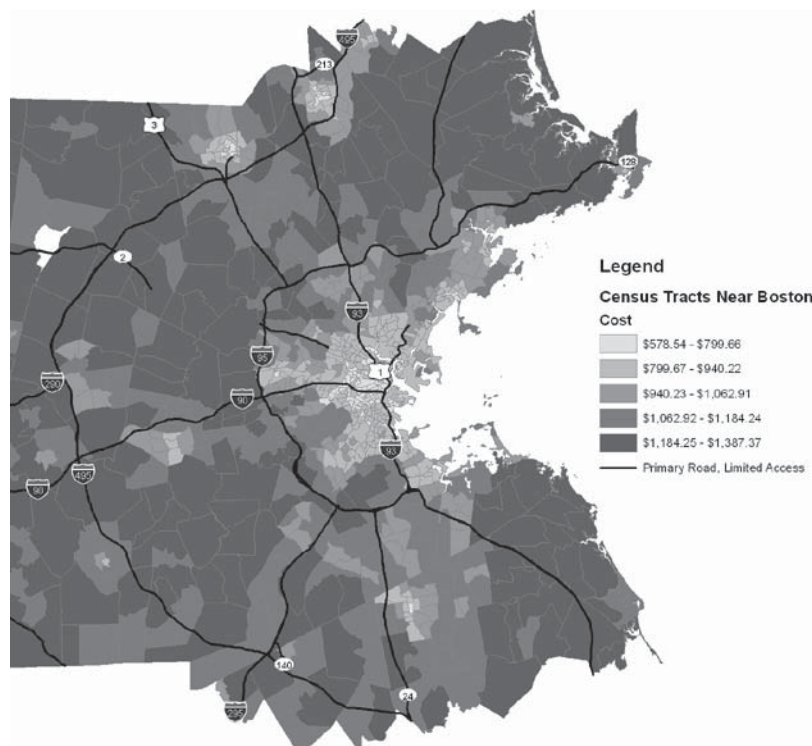 495
213
3
128
2
93
95
1
290
90
93
90
495
140
24
295
Legend
Census Tracts Near Boston
Cost
$578.54 - $799.66
$799.67 - $940.22
$940.23 - $1,062.91
$1,062.92 - $1,184.24
$1,184.25 - $1,387.37
Primary Road, Limited Access